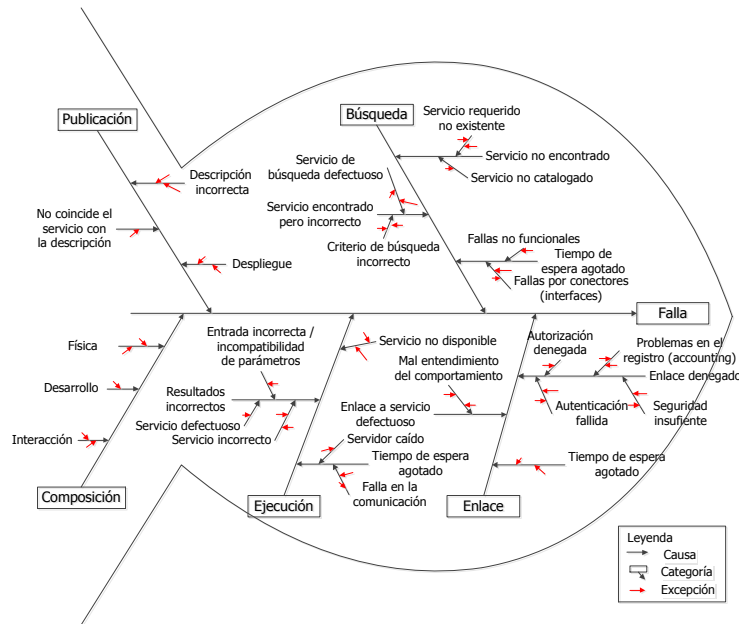 Publicación
Búsqueda
Servicio requerido
no existente
Servicio no encontrado
Servicio no catalogado
Servicio de
búsqueda defectuoso
Servicio encontrado
pero incorrecto
Criterio de búsqueda
incorrecto
Descripción
incorrecta
No coincide el
servicio con
la descripción
Despliegue
Fallas no funcionales
Tiempo de
espera agotado
Fallas por conectores
(interfaces)
Falla
Física
Desarrollo
Interacción
Composición
Entrada incorrecta /
incompatibilidad
de parámetros
Servicio no disponible
Resultados
incorrectos
Servicio defectuoso
Servicio incorrecto
Servidor caído
Tiempo de espera
agotado
Falla en la
comunicación
Ejecución
Mal entendimiento
del comportamiento
Enlace a servicio
defectuoso
Autorización
denegada
Problemas en el
registro (accounting)
Enlace denegado
Autenticación
fallida
Seguridad
insufiente
Tiempo de espera
agotado
Enlace
Leyenda
Causa
Categoría
Excepción